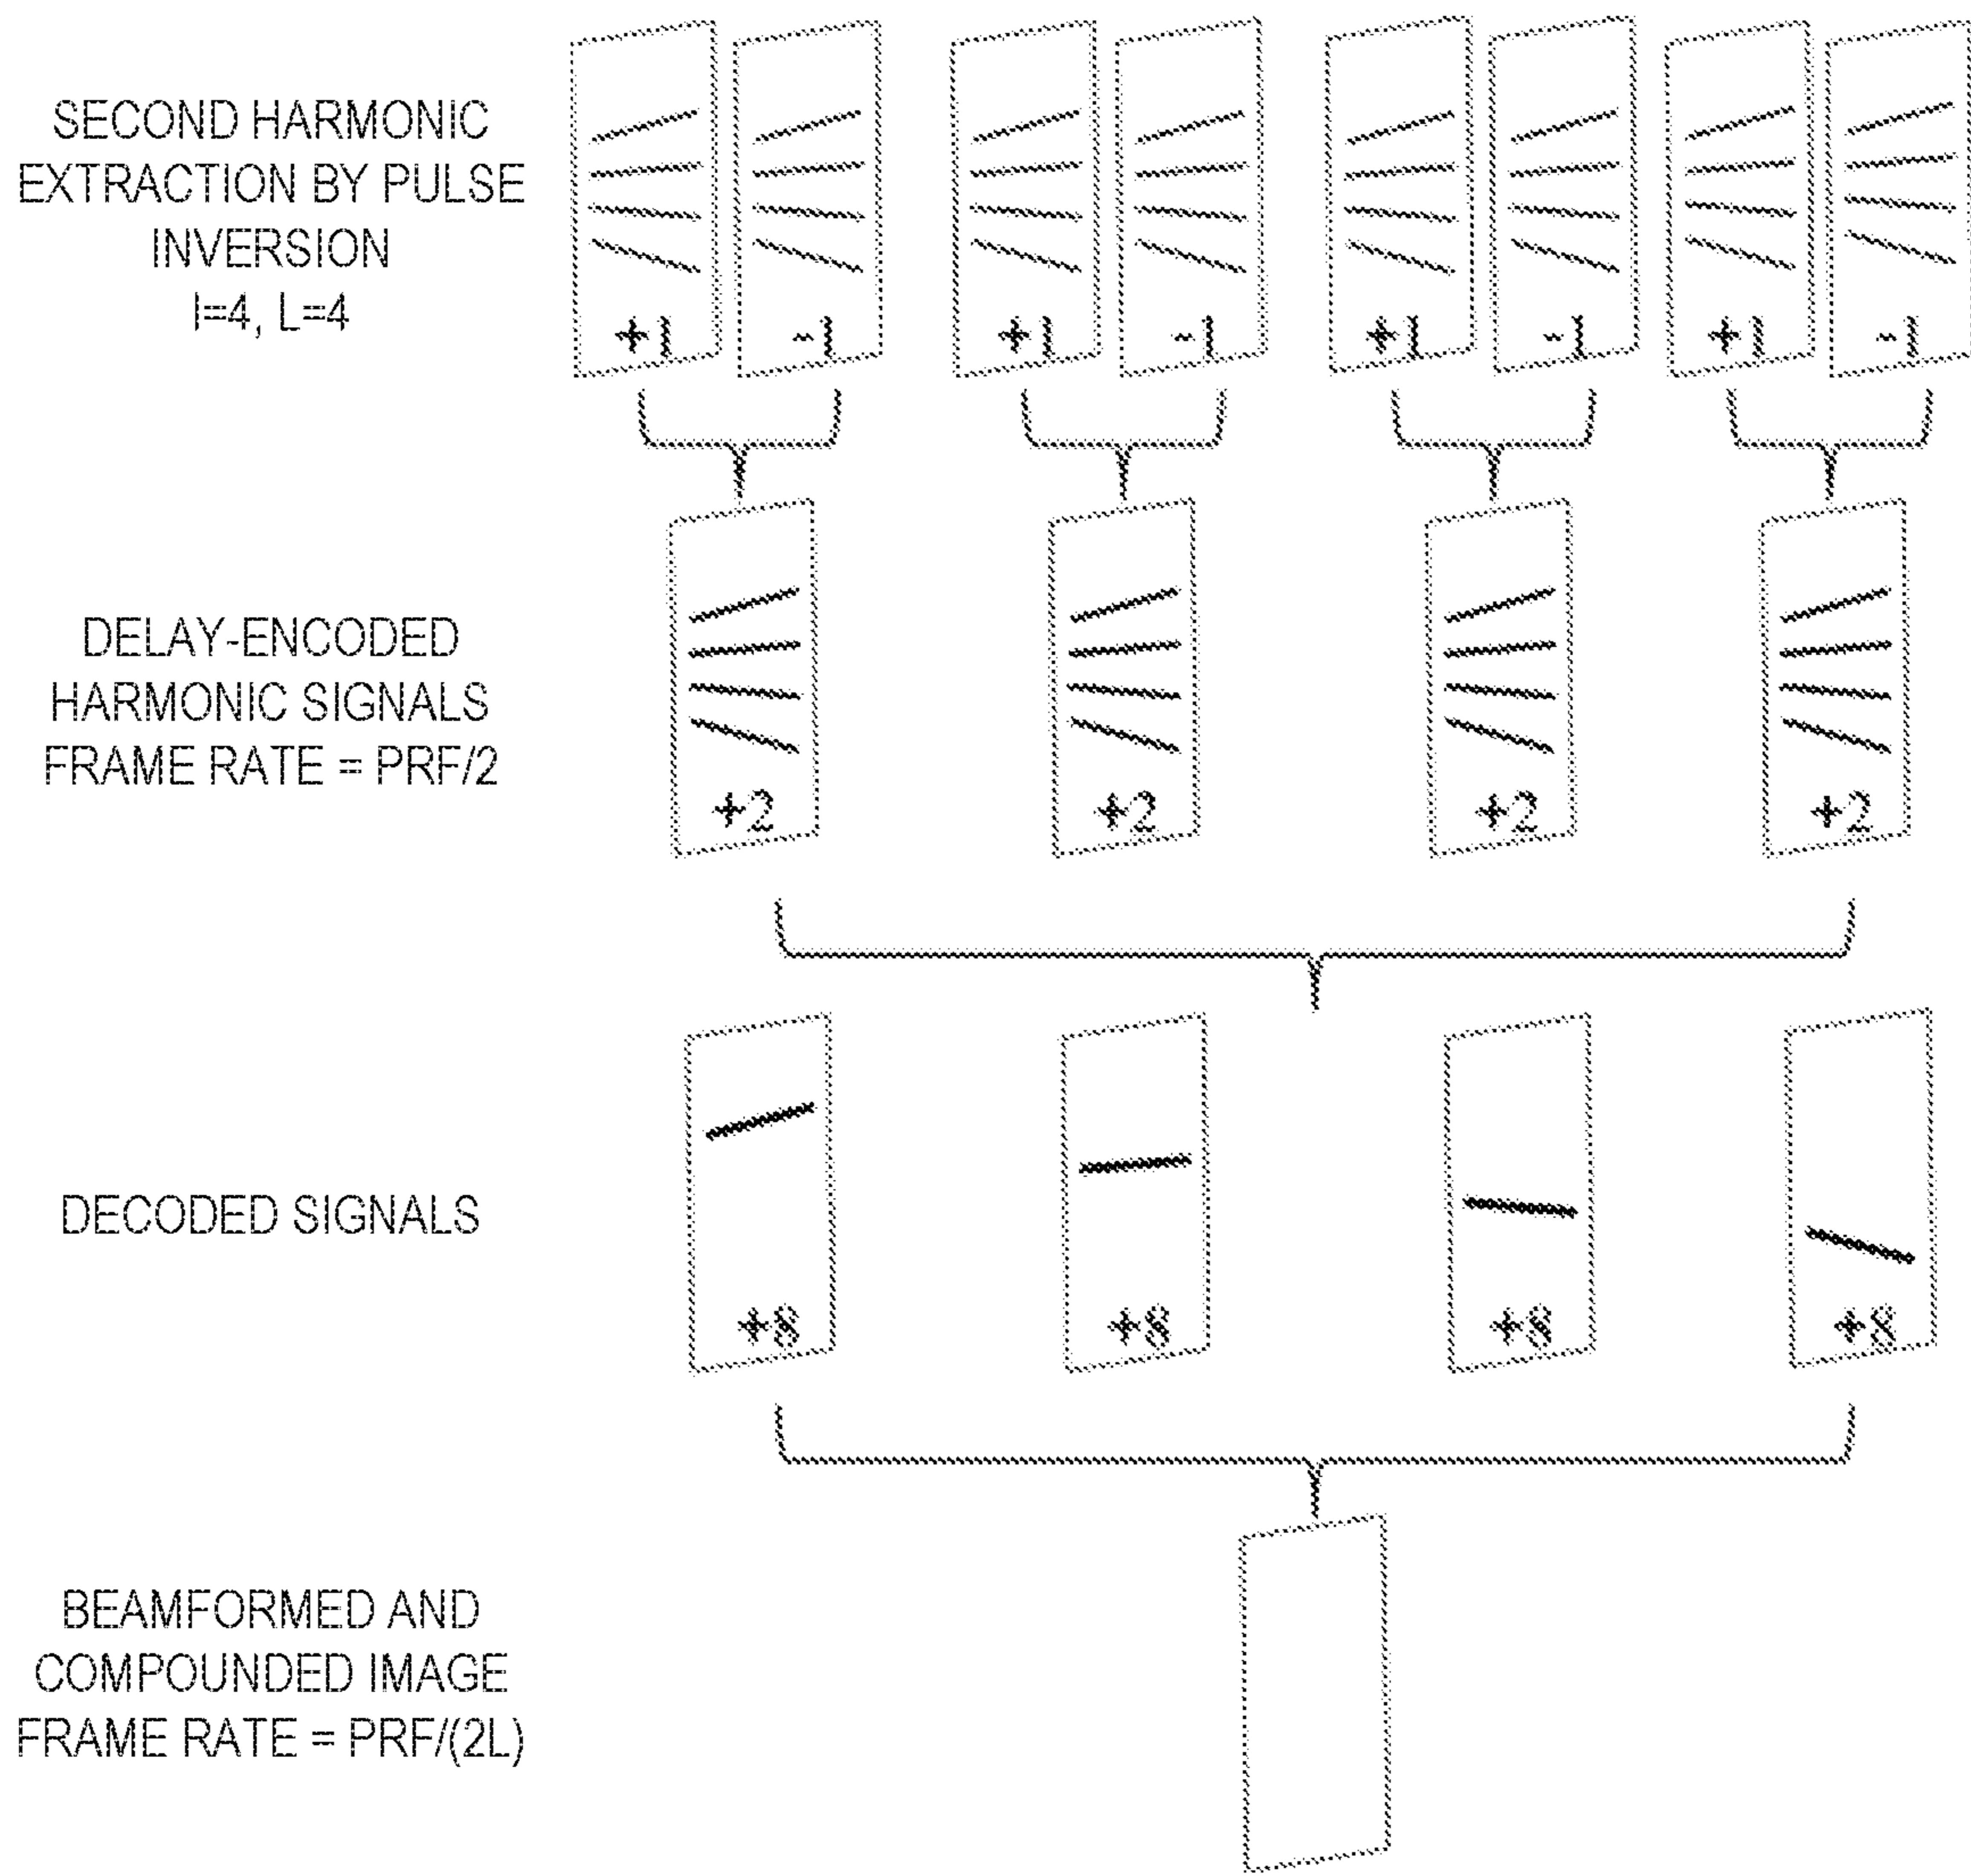 SECOND HARMONIC
EXTRACTION BY PULSE
INVERSION
I=4, L=4
+1 -1 +1 -1 +1 -1 +1 -1
DELAY-ENCODED
HARMONIC SIGNALS
FRAME RATE = PRF/2
+2 +2 +2 +2
DECODED SIGNALS
+8 +8 +8 +8
BEAMFORMED AND
COMPOUNDED IMAGE
FRAME RATE = PRF/(2L)